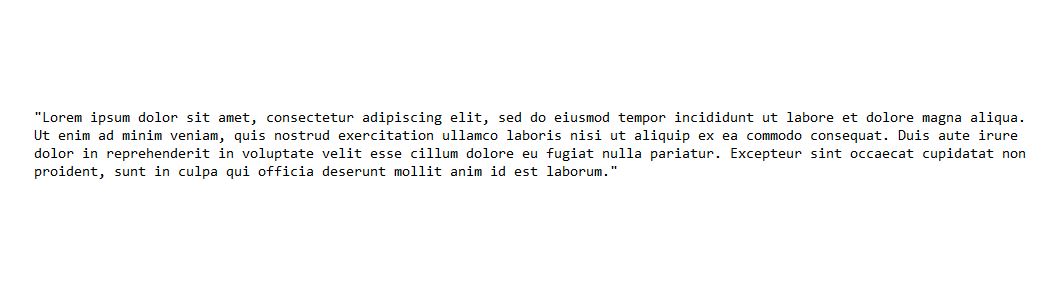 "Lorem ipsum dolor sit amet, consectetur adipiscing elit, sed do eiusmod tempor incididunt ut labore et dolore magna aliqua.
Ut enim ad minim veniam, quis nostrud exercitation ullamco laboris nisi ut aliquip ex ea commodo consequat. Duis aute irure
dolor in reprehenderit in voluptate velit esse cillum dolore eu fugiat nulla pariatur. Excepteur sint occaecat cupidatat non
proident, sunt in culpa qui officia deserunt mollit anim id est laborum."